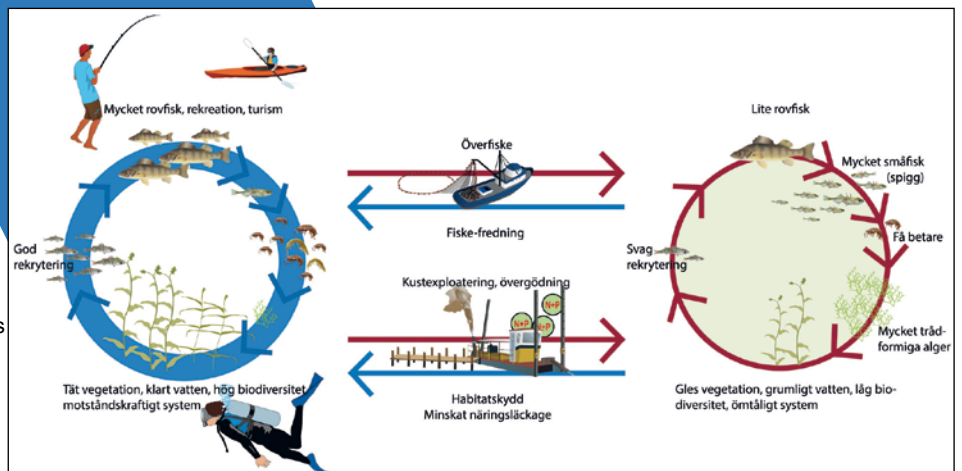 Mycket rovfisk, rekreation, turism
God
rekrytering
Tät vegetation, klart vatten, hög biodiversitet
motståndskraftigt system
Överfiske
Fiske-fredning
Kustexploatering, övergödning
N+P
N+P
N+P
Habitatskydd
Minskat näringsläckage
Lite rovfisk
Mycket småfisk
(spigg)
Få betare
Svag
rekrytering
Mycket tråd-
formiga alger
Gles vegetation, grumligt vatten, låg bio-
diversitet, ömtåligt system
s